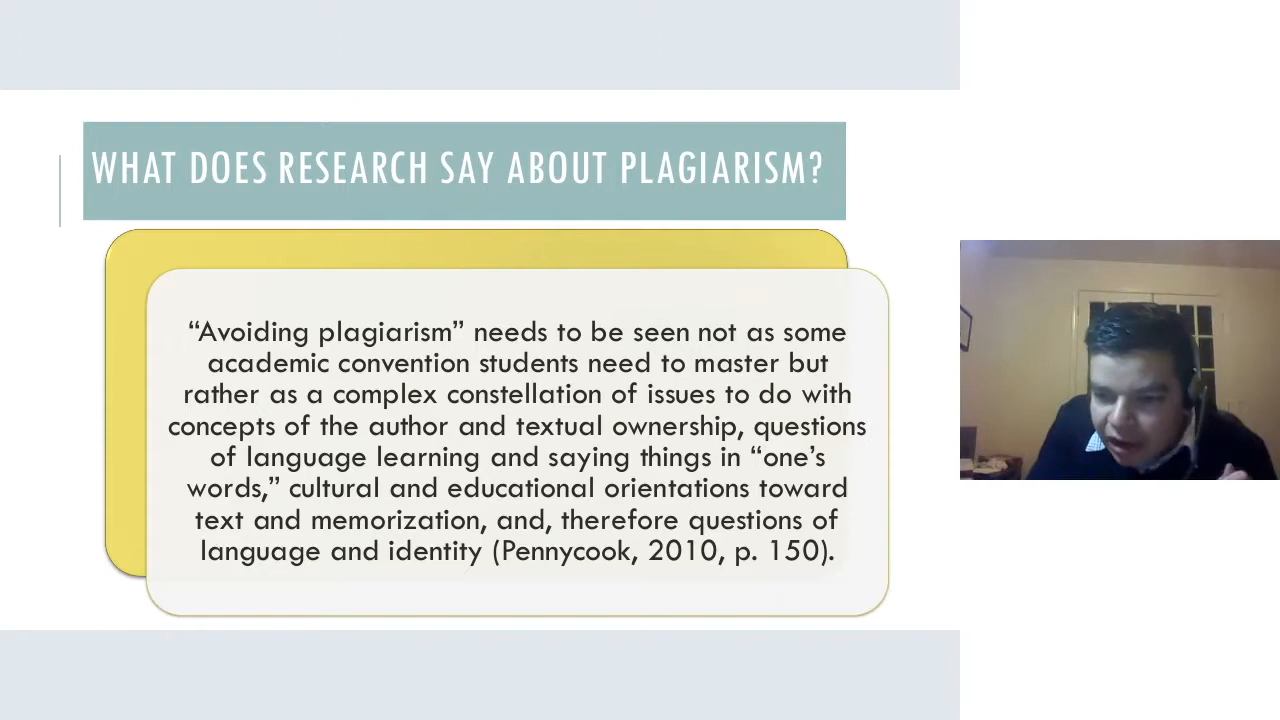 WHAT DOES RESEARCH SAY ABOUT PLAGIARISM?
“Avoiding plagiarism” needs to be seen not as some
academic convention students need to master but
rather as a complex constellation of issues to do with
concepts of the author and textual ownership, questions
of language learning and saying things in “one’s
words,” cultural and educational orientations toward
text and memorization, and, therefore questions of
language and identity (Pennycook, 2010, p. 150).